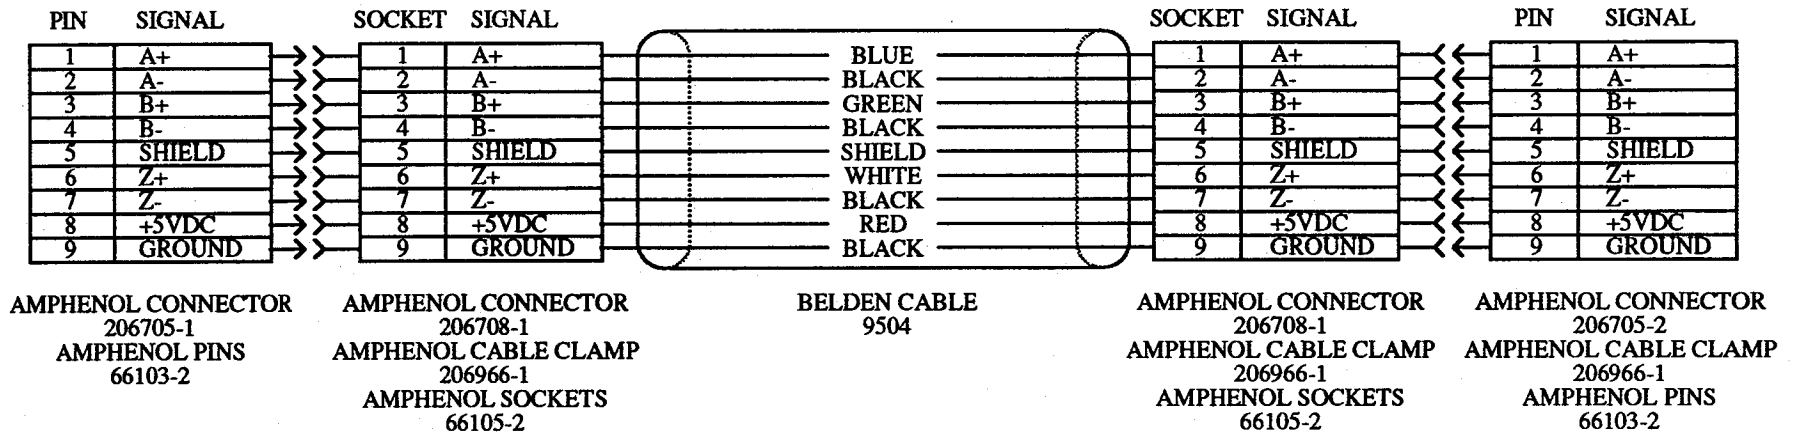 PIN SIGNAL SOCKET SIGNAL SOCKET SIGNAL PIN SIGNAL
1 A+ 1 A+ BLUE 1 A+ 1 A+
2 A- 2 A- BLACK 2 A- 2 A-
3 B+ 3 B+ GREEN 3 B+ 3 B+
4 B- 4 B- BLACK 4 B- 4 B-
5 SHIELD 5 SHIELD SHIELD 5 SHIELD 5 SHIELD
6 Z+ 6 Z+ WHITE 6 Z+ 6 Z+
7 Z- 7 Z- BLACK 7 Z- 7 Z-
8 +5VDC 8 +5VDC RED 8 +5VDC 8 +5VDC
9 GROUND 9 GROUND BLACK 9 GROUND 9 GROUND
AMPHENOL CONNECTOR
206705-1
AMPHENOL PINS
66103-2
AMPHENOL CONNECTOR
206708-1
AMPHENOL CABLE CLAMP
206966-1
AMPHENOL SOCKETS
66105-2
BELDEN CABLE
9504
AMPHENOL CONNECTOR
206708-1
AMPHENOL CABLE CLAMP
206966-1
AMPHENOL SOCKETS
66105-2
AMPHENOL CONNECTOR
206705-2
AMPHENOL CABLE CLAMP
206966-1
AMPHENOL PINS
66103-2